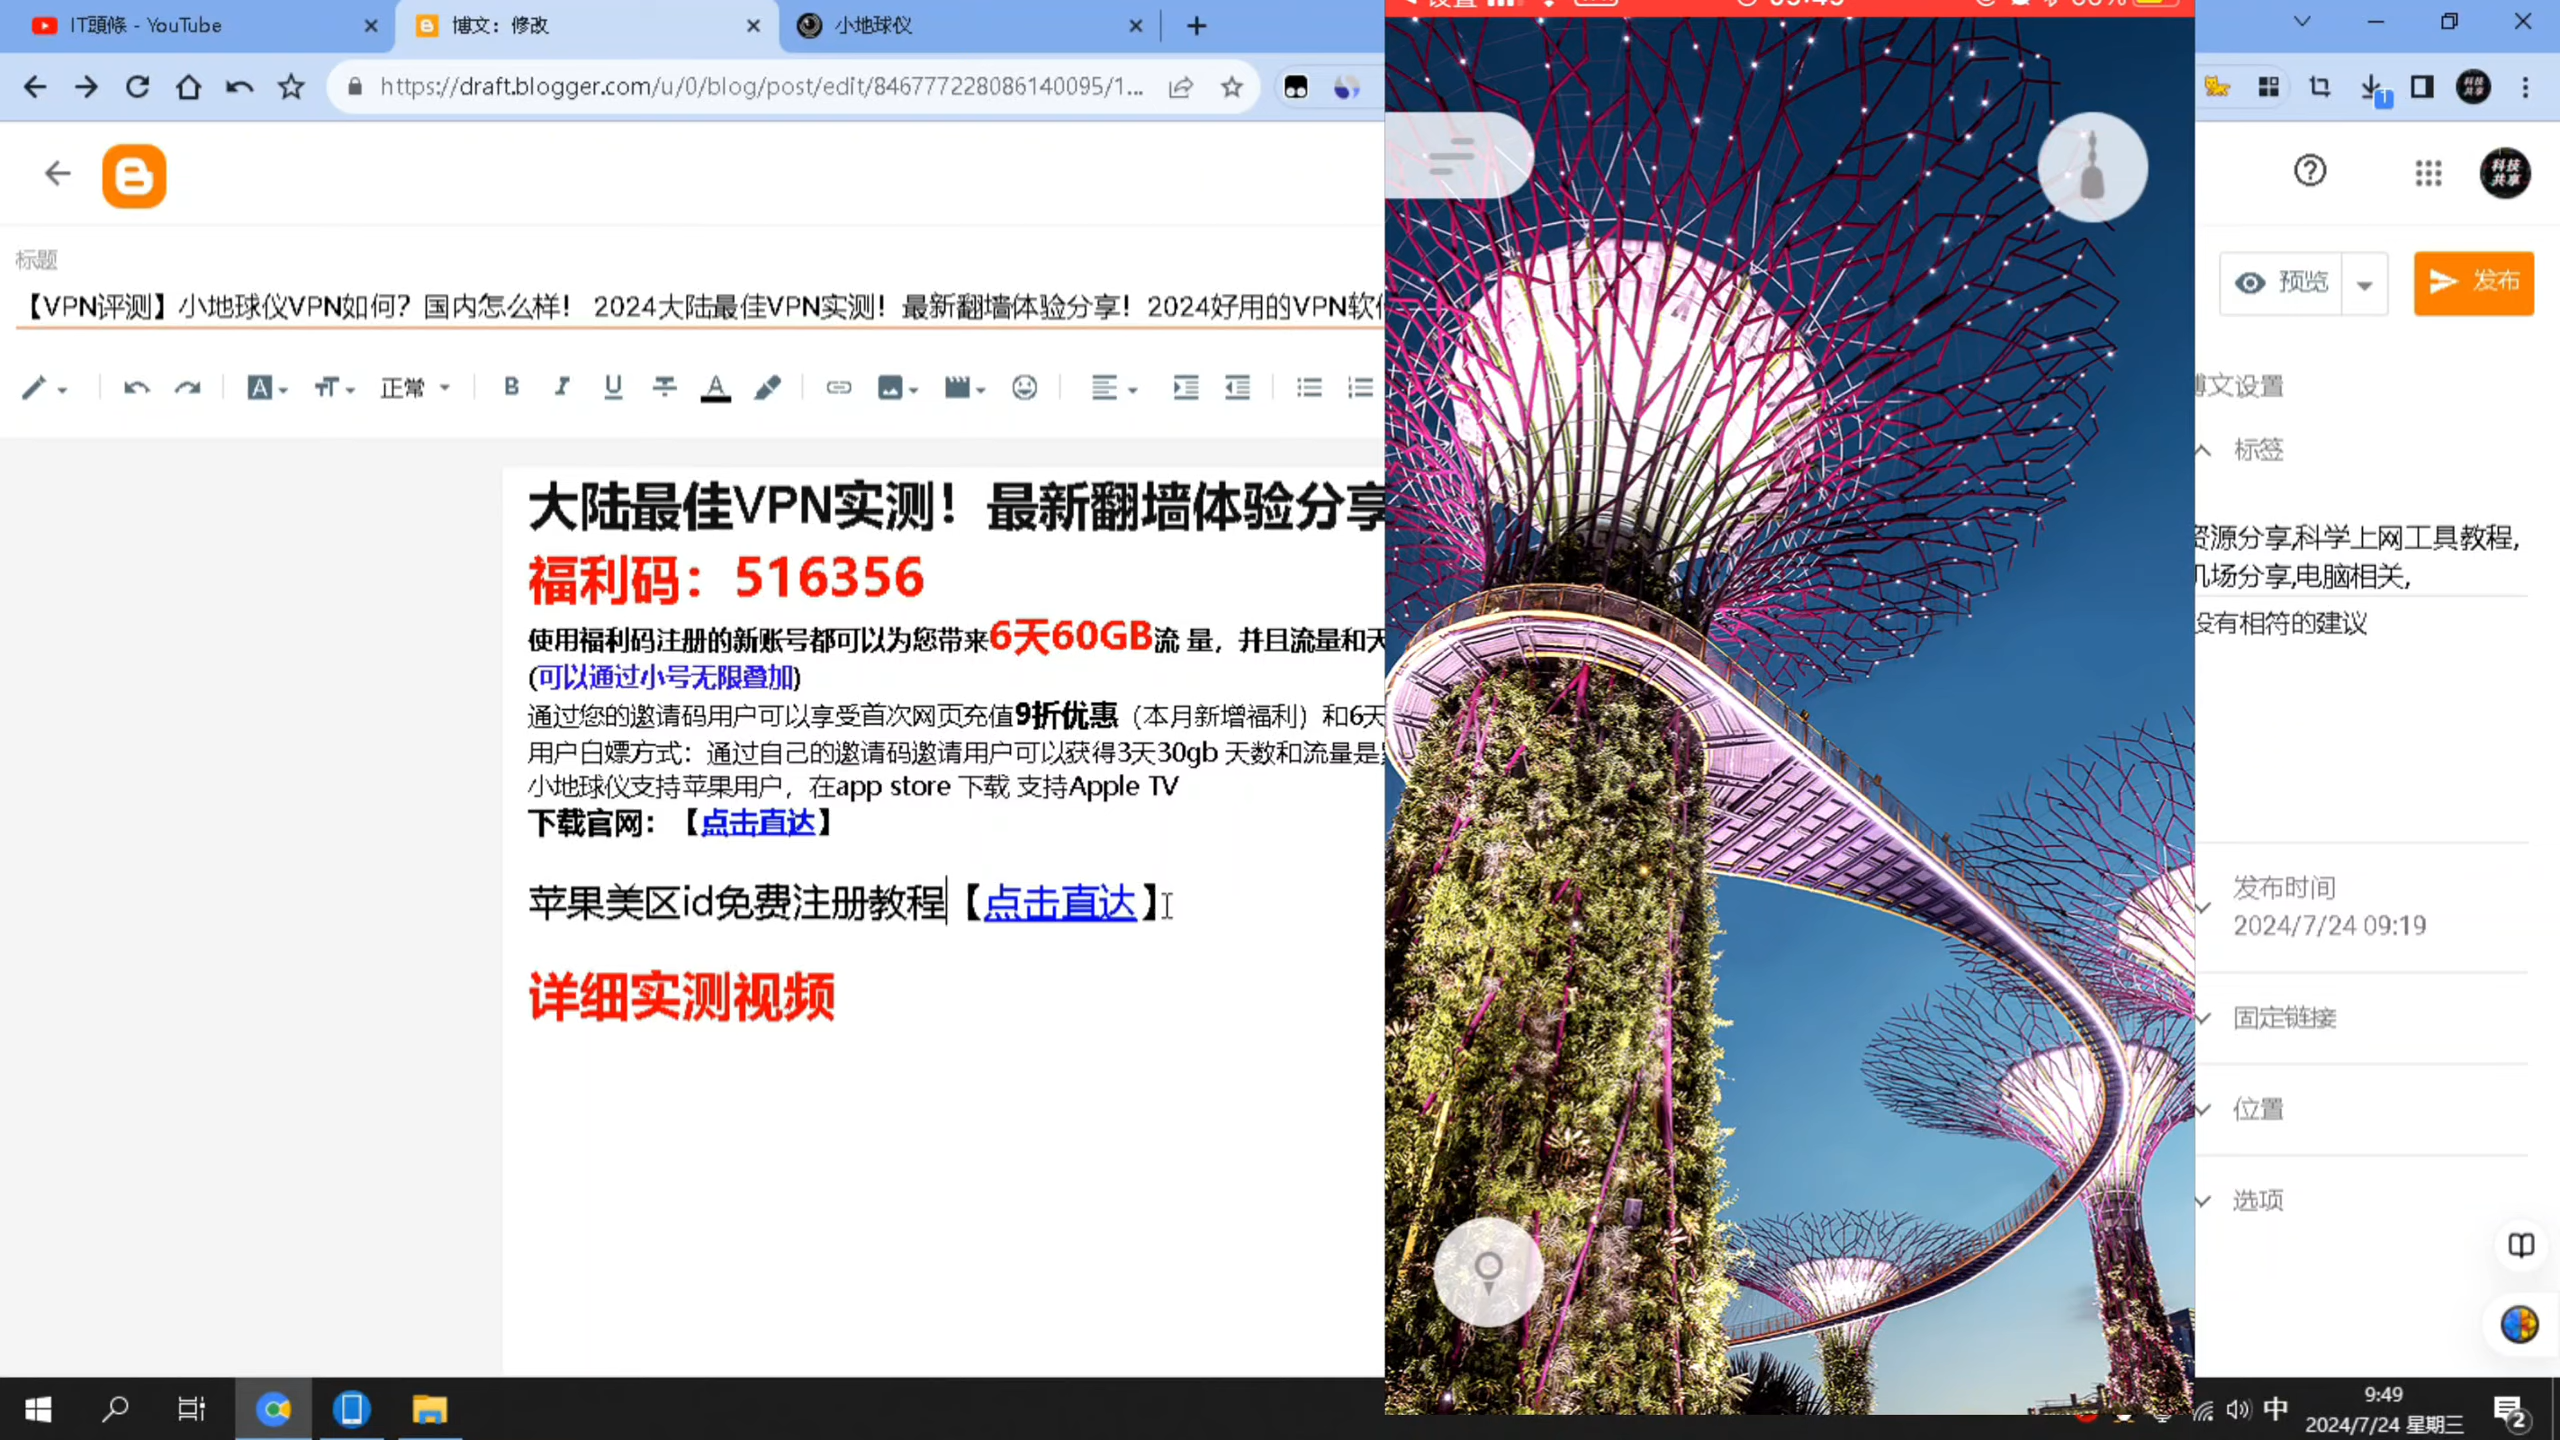 IT頭條 - YouTube
博文：修改
小地球仪
https://draft.blogger.com/u/0/blog/post/edit/846777228086140095/1...
标题
【VPN评测】小地球仪VPN如何？国内怎么样！ 2024大陆最佳VPN实测！最新翻墙体验分享！2024好用的VPN软
预览
发布
正常
大陆最佳VPN实测！最新翻墙体验分享
福利码：516356
使用福利码注册的新账号都可以为您带来6天60GB流 量，并且流量和天
(可以通过小号无限叠加)
通过您的邀请码用户可以享受首次网页充值9折优惠（本月新增福利）和6天
用户白嫖方式：通过自己的邀请码邀请用户可以获得3天30gb 天数和流量是
小地球仪支持苹果用户，在app store 下载 支持Apple TV
下载官网：【点击直达】
苹果美区id免费注册教程【点击直达】
详细实测视频
博文设置
标签
资源分享,科学上网工具教程,
机场分享,电脑相关,
没有相符的建议
发布时间
2024/7/24 09:19
固定链接
位置
选项
科技
共享
中
9:49
2024/7/24 星期三
2